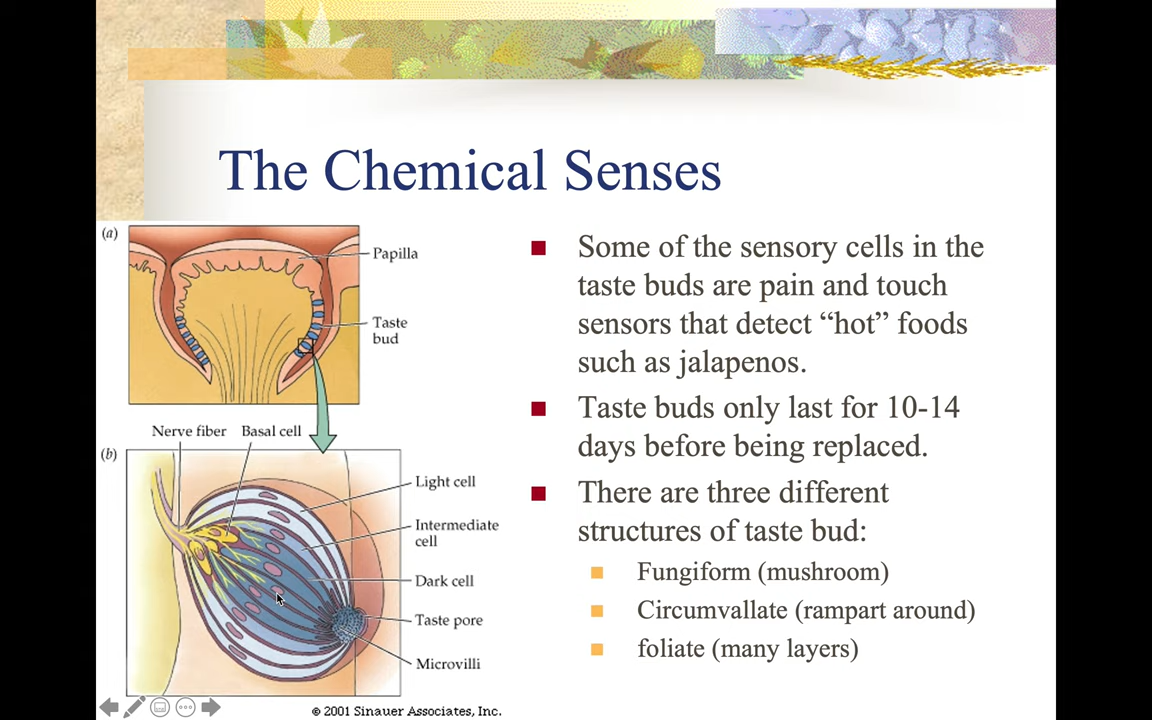 The Chemical Senses
(a)
Papilla
Taste
bud
Nerve fiber
Basal cell
(b)
Light cell
Intermediate
cell
Dark cell
Taste pore
Microvilli
© 2001 Sinauer Associates, Inc.
Some of the sensory cells in the
taste buds are pain and touch
sensors that detect “hot” foods
such as jalapenos.
Taste buds only last for 10-14
days before being replaced.
There are three different
structures of taste bud:
Fungiform (mushroom)
Circumvallate (rampart around)
foliate (many layers)